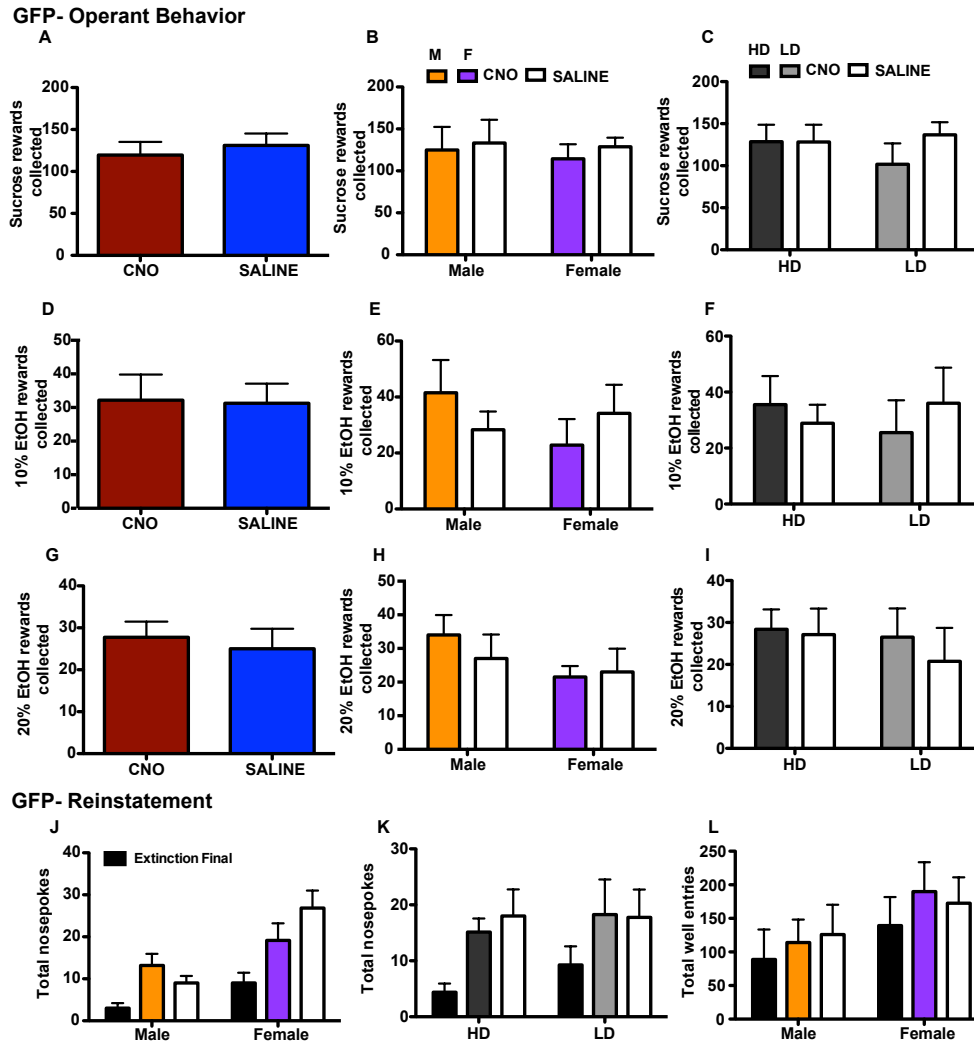 GFP- Operant Behavior
A
Sucrose rewards
collected
200
150
100
50
0
CNO SALINE
B
M F
CNO SALINE
Sucrose rewards
collected
200
150
100
50
0
Male Female
C
HD LD
CNO SALINE
Sucrose rewards
collected
200
150
100
50
0
HD LD
D
10% EtOH rewards
collected
50
40
30
20
10
0
CNO SALINE
E
10% EtOH rewards
collected
60
40
20
0
Male Female
F
10% EtOH rewards
collected
60
40
20
0
HD LD
G
20% EtOH rewards
collected
40
30
20
10
0
CNO SALINE
H
20% EtOH rewards
collected
50
40
30
20
10
0
Male Female
I
20% EtOH rewards
collected
40
30
20
10
0
HD LD
GFP- Reinstatement
J
Extinction Final
Total nosepokes
40
30
20
10
0
Male Female
K
Total nosepokes
30
20
10
0
HD LD
L
Total well entries
250
200
150
100
50
0
Male Female